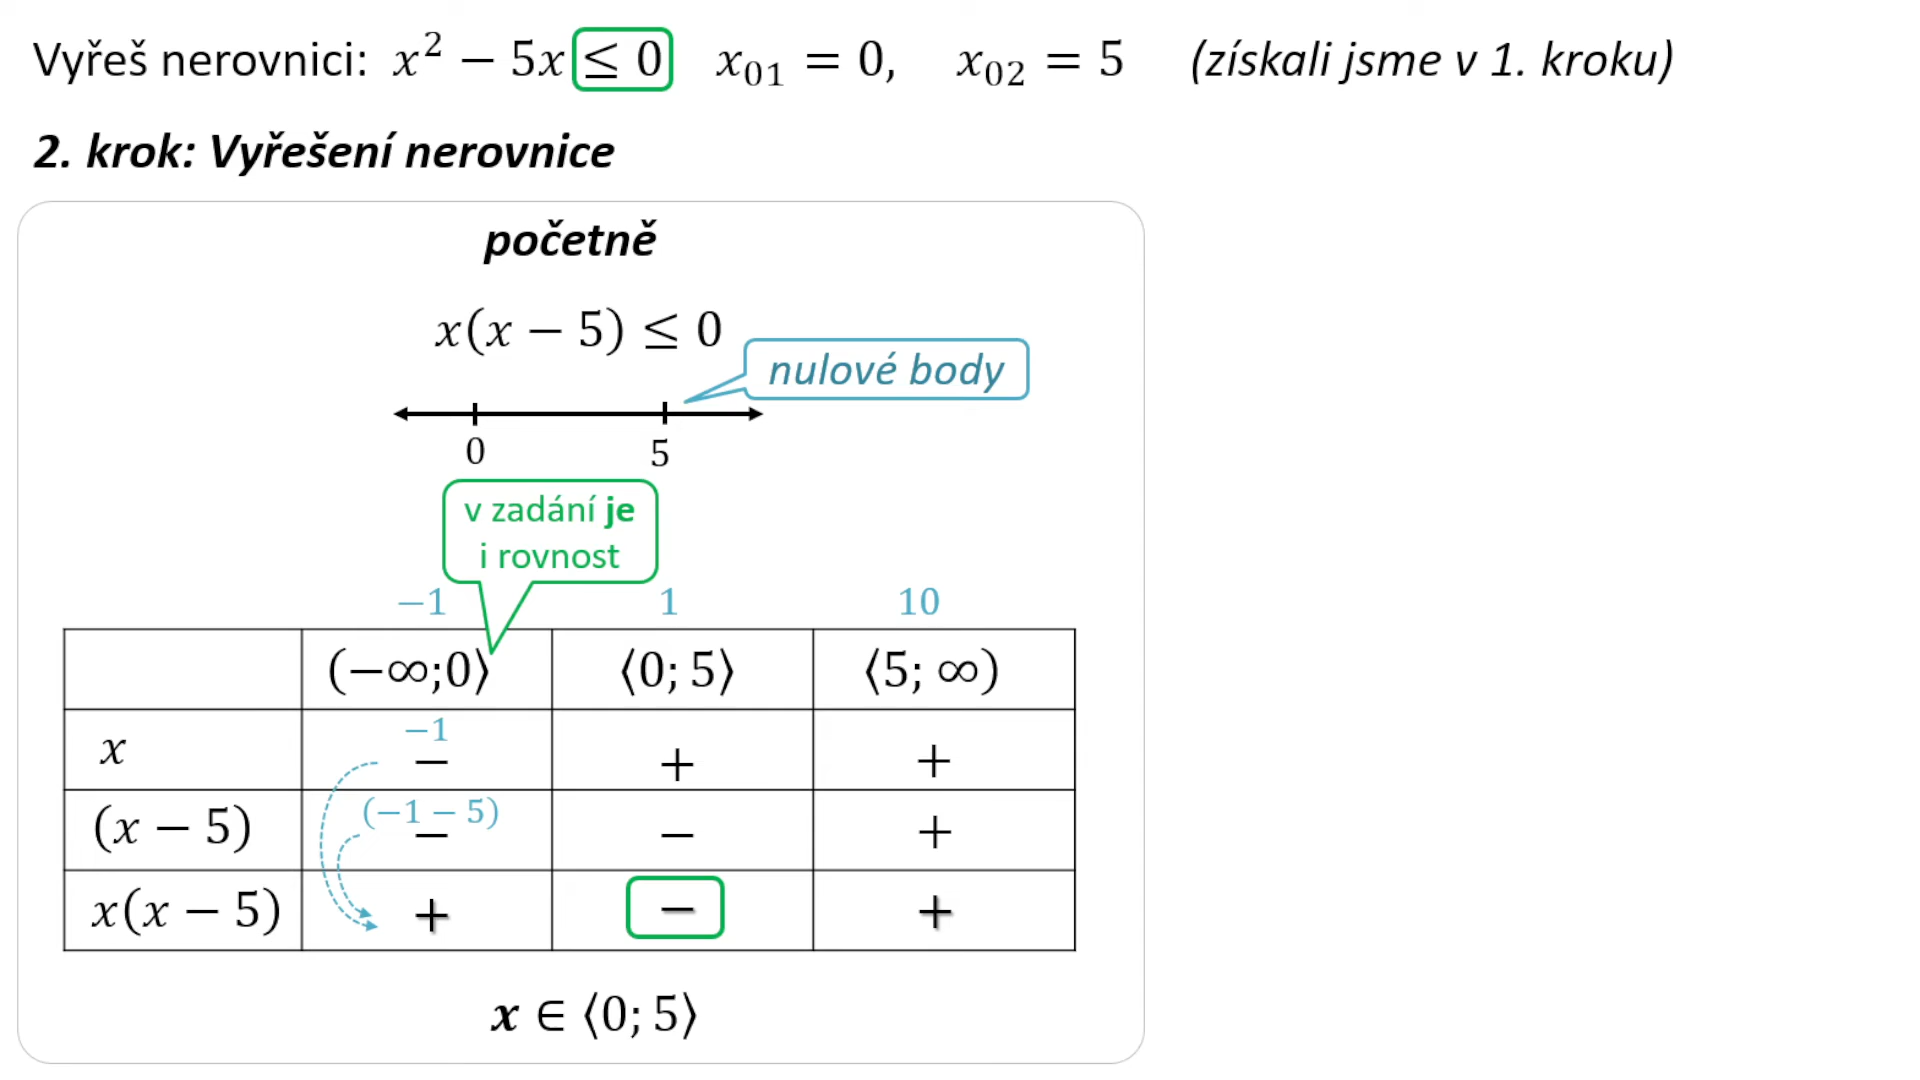 Vyřeš nerovnici: x² − 5x ≤ 0 x₀₁ = 0, x₀₂ = 5 (získali jsme v 1. kroku)
2. krok: Vyřešení nerovnice
početně
x(x − 5) ≤ 0
nulové body
0 5
v zadání je
i rovnost
−1 1 10
(−∞;0⟩ ⟨0; 5⟩ ⟨5; ∞)
−1
x − + +
(−1 − 5)
(x − 5) − − +
x(x − 5) + − +
x ∈ ⟨0; 5⟩